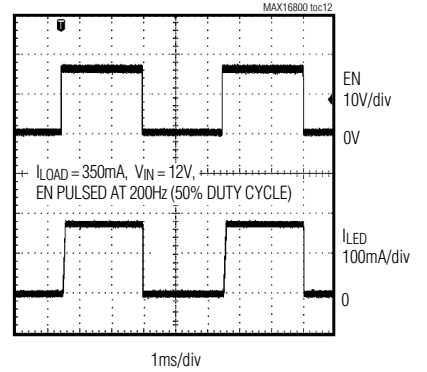 MAX16800 toc12
T
EN
10V/div
0V
ILOAD = 350mA, VIN = 12V,
EN PULSED AT 200Hz (50% DUTY CYCLE)
ILED
100mA/div
0
1ms/div